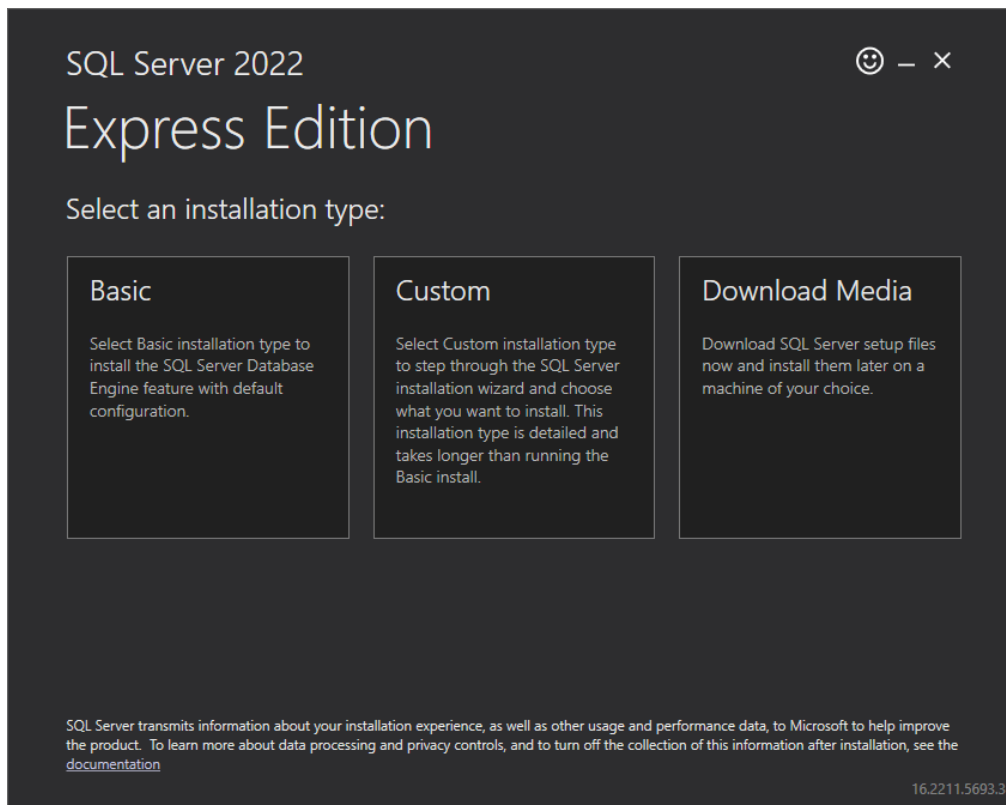 SQL Server 2022
Express Edition
Select an installation type:
Basic
Select Basic installation type to
install the SQL Server Database
Engine feature with default
configuration.
Custom
Select Custom installation type
to step through the SQL Server
installation wizard and choose
what you want to install. This
installation type is detailed and
takes longer than running the
Basic install.
Download Media
Download SQL Server setup files
now and install them later on a
machine of your choice.
SQL Server transmits information about your installation experience, as well as other usage and performance data, to Microsoft to help improve
the product.  To learn more about data processing and privacy controls, and to turn off the collection of this information after installation, see the
documentation
16.2211.5693.3